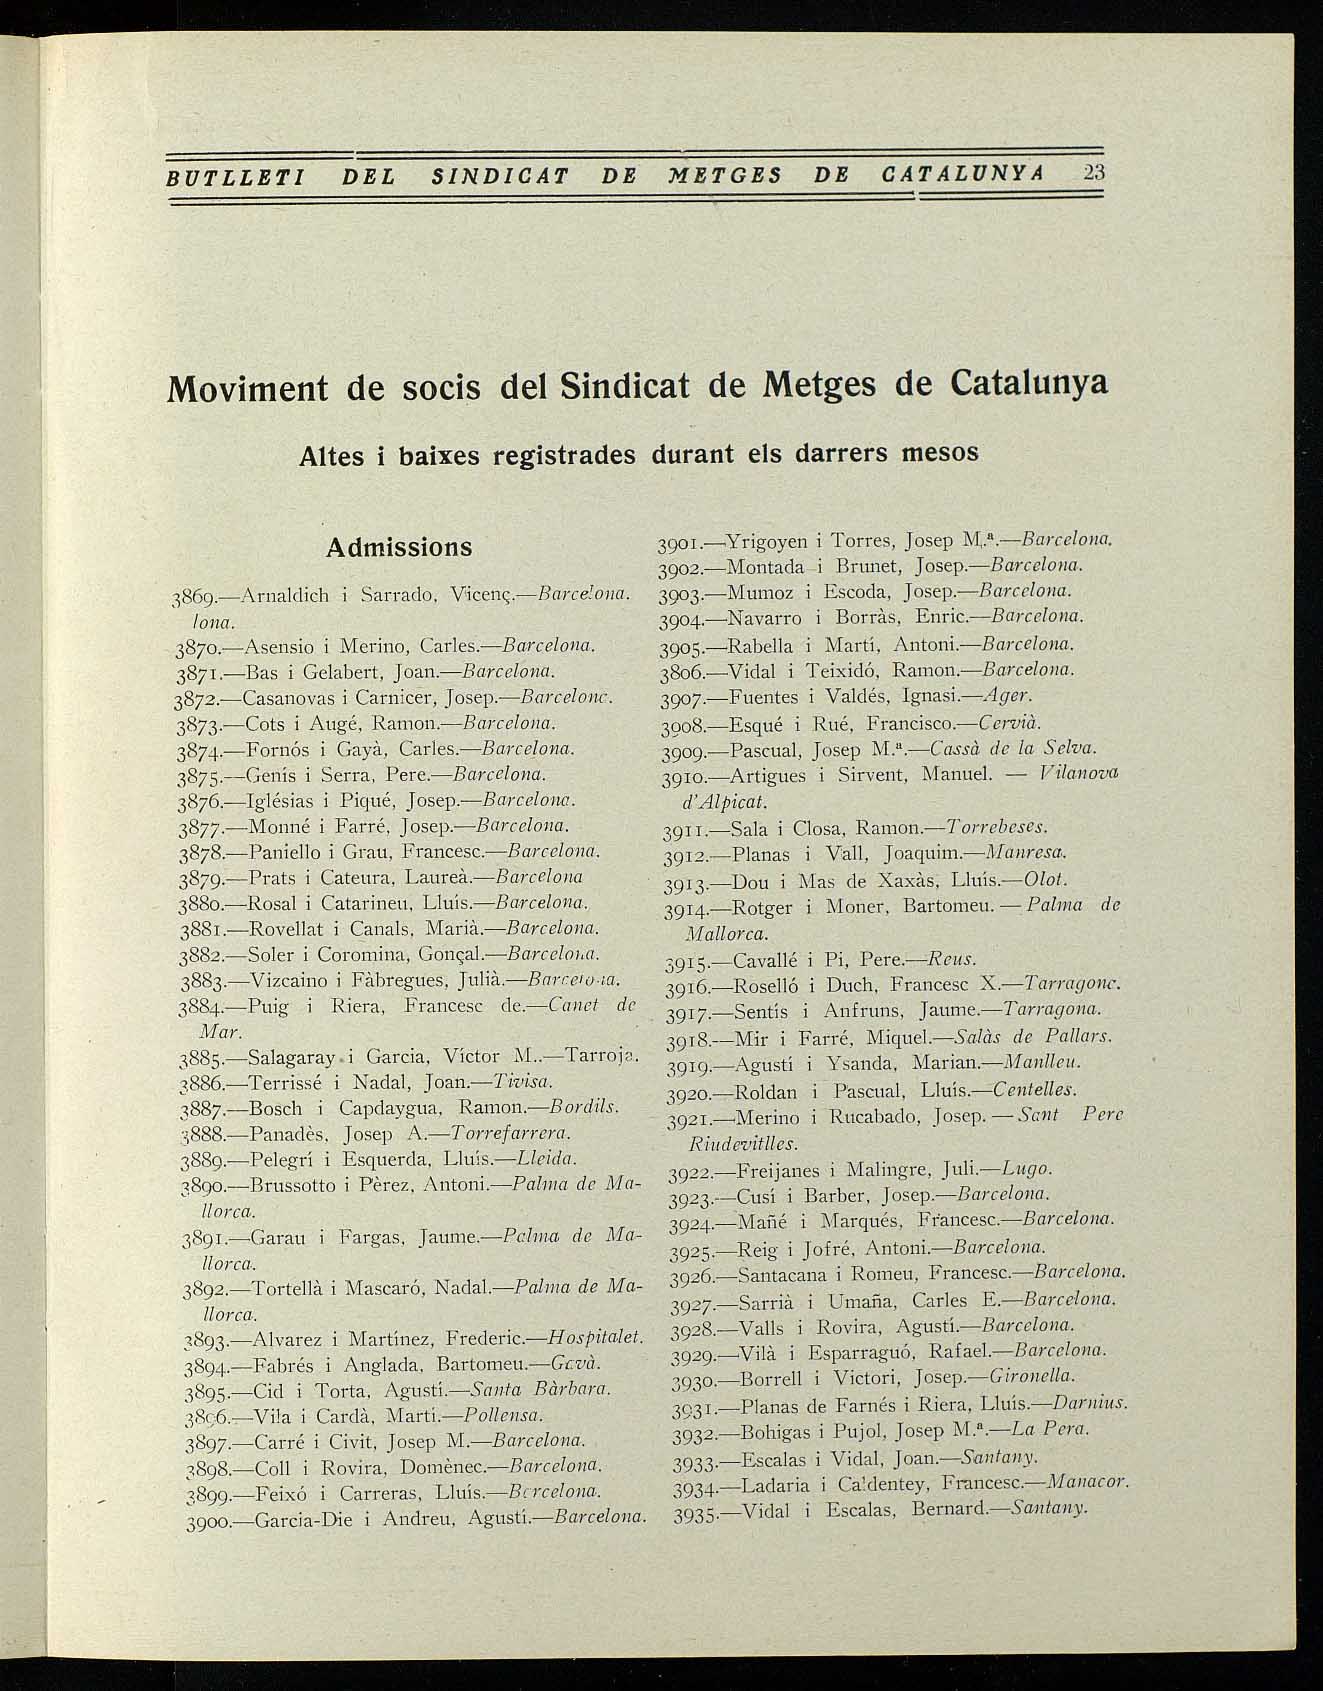 BUTLLETI DEL SINDICAT DE METGES DE CATALUNYA 23
Moviment de socis del Sindicat de Metges de Catalunya
Altes i baixes registrades durant els darrers mesos
Admissions
3869.—Arnaldich i Sarrado, Vicenç.—Barcelona.
lona.
3870.—Asensio i Merino, Carles.—Barcelona.
3871.—Bas i Gelabert, Joan.—Barcelona.
3872.—Casanovas i Carnicer, Josep.—Barcelona.
3873.—Cots i Augé, Ramon.—Barcelona.
3874.—Fornós i Gayà, Carles.—Barcelona.
3875.—Genís i Serra, Pere.—Barcelona.
3876.—Iglésias i Piqué, Josep.—Barcelona.
3877.—Monné i Farré, Josep.—Barcelona.
3878.—Paniello i Grau, Francesc.—Barcelona.
3879.—Prats i Cateura, Laureà.—Barcelona
3880.—Rosal i Catarineu, Lluís.—Barcelona.
3881.—Rovellat i Canals, Marià.—Barcelona.
3882.—Soler i Coromina, Gonçal.—Barcelona.
3883.—Vizcaino i Fàbregues, Julià.—Barcelona.
3884.—Puig i Riera, Francesc de.—Canet de
Mar.
3885.—Salagaray i Garcia, Víctor M..—Tarroja.
3886.—Terrissé i Nadal, Joan.—Tivisa.
3887.—Bosch i Capdaygua, Ramon.—Bordils.
3888.—Panadès, Josep A.—Torrefarrera.
3889.—Pelegrí i Esquerda, Lluís.—Lleida.
3890.—Brussotto i Pèrez, Antoni.—Palma de Ma-
llorca.
3891.—Garau i Fargas, Jaume.—Palma de Ma-
llorca.
3892.—Tortellà i Mascaró, Nadal.—Palma de Ma-
llorca.
3893.—Alvarez i Martínez, Frederic.—Hospitalet.
3894.—Fabrés i Anglada, Bartomeu.—Gavà.
3895.—Cid i Torta, Agustí.—Santa Bàrbara.
3896.—Vila i Cardà, Martí.—Pollensa.
3897.—Carré i Civit, Josep M.—Barcelona.
3898.—Coll i Rovira, Domènec.—Barcelona.
3899.—Feixó i Carreras, Lluís.—Barcelona.
3900.—Garcia-Die i Andreu, Agustí.—Barcelona.
3901.—Yrigoyen i Torres, Josep M.ª.—Barcelona.
3902.—Montada i Brunet, Josep.—Barcelona.
3903.—Mumoz i Escoda, Josep.—Barcelona.
3904.—Navarro i Borràs, Enric.—Barcelona.
3905.—Rabella i Martí, Antoni.—Barcelona.
3806.—Vidal i Teixidó, Ramon.—Barcelona.
3907.—Fuentes i Valdés, Ignasi.—Ager.
3908.—Esqué i Rué, Francisco.—Cervià.
3909.—Pascual, Josep M.ª.—Cassà de la Selva.
3910.—Artigues i Sirvent, Manuel. — Vilanova
d'Alpicat.
3911.—Sala i Closa, Ramon.—Torrebeses.
3912.—Planas i Vall, Joaquim.—Manresa.
3913.—Dou i Mas de Xaxàs, Lluís.—Olot.
3914.—Rotger i Moner, Bartomeu. — Palma de
Mallorca.
3915.—Cavallé i Pi, Pere.—Reus.
3916.—Roselló i Duch, Francesc X.—Tarragona.
3917.—Sentís i Anfruns, Jaume.—Tarragona.
3918.—Mir i Farré, Miquel.—Salàs de Pallars.
3919.—Agustí i Ysanda, Marian.—Manlleu.
3920.—Roldan i Pascual, Lluís.—Centelles.
3921.—Merino i Rucabado, Josep. — Sant Pere
Riudevitlles.
3922.—Freijanes i Malingre, Juli.—Lugo.
3923.—Cusí i Barber, Josep.—Barcelona.
3924.—Mañé i Marqués, Francesc.—Barcelona.
3925.—Reig i Jofré, Antoni.—Barcelona.
3926.—Santacana i Romeu, Francesc.—Barcelona.
3927.—Sarrià i Umaña, Carles E.—Barcelona.
3928.—Valls i Rovira, Agustí.—Barcelona.
3929.—Vilà i Esparraguó, Rafael.—Barcelona.
3930.—Borrell i Victori, Josep.—Gironella.
3931.—Planas de Farnés i Riera, Lluís.—Darnius.
3932.—Bohigas i Pujol, Josep M.ª.—La Pera.
3933.—Escalas i Vidal, Joan.—Santany.
3934.—Ladaria i Caldentey, Francesc.—Manacor.
3935.—Vidal i Escalas, Bernard.—Santany.